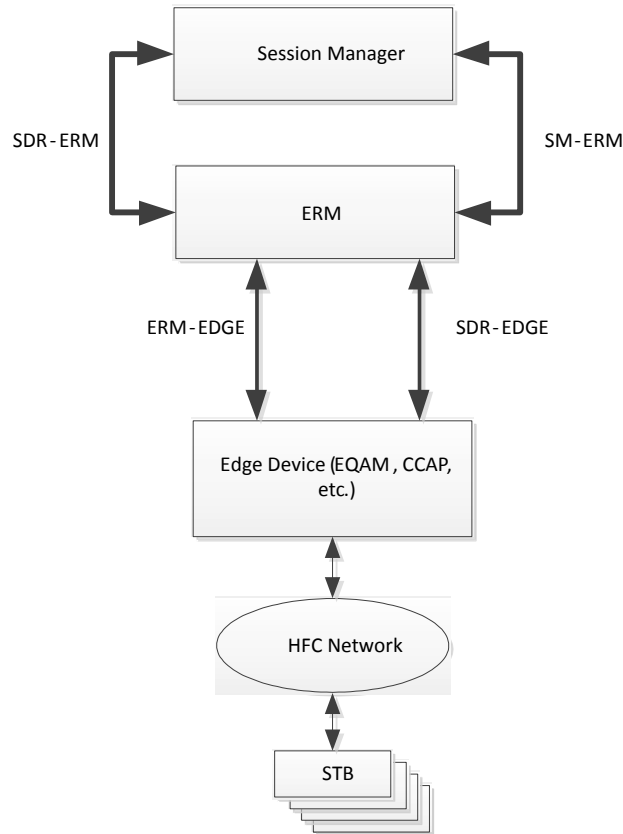 Session Manager
SDR-ERM
SM-ERM
ERM
ERM-EDGE
SDR-EDGE
Edge Device (EQAM , CCAP,
etc.)
HFC Network
STB